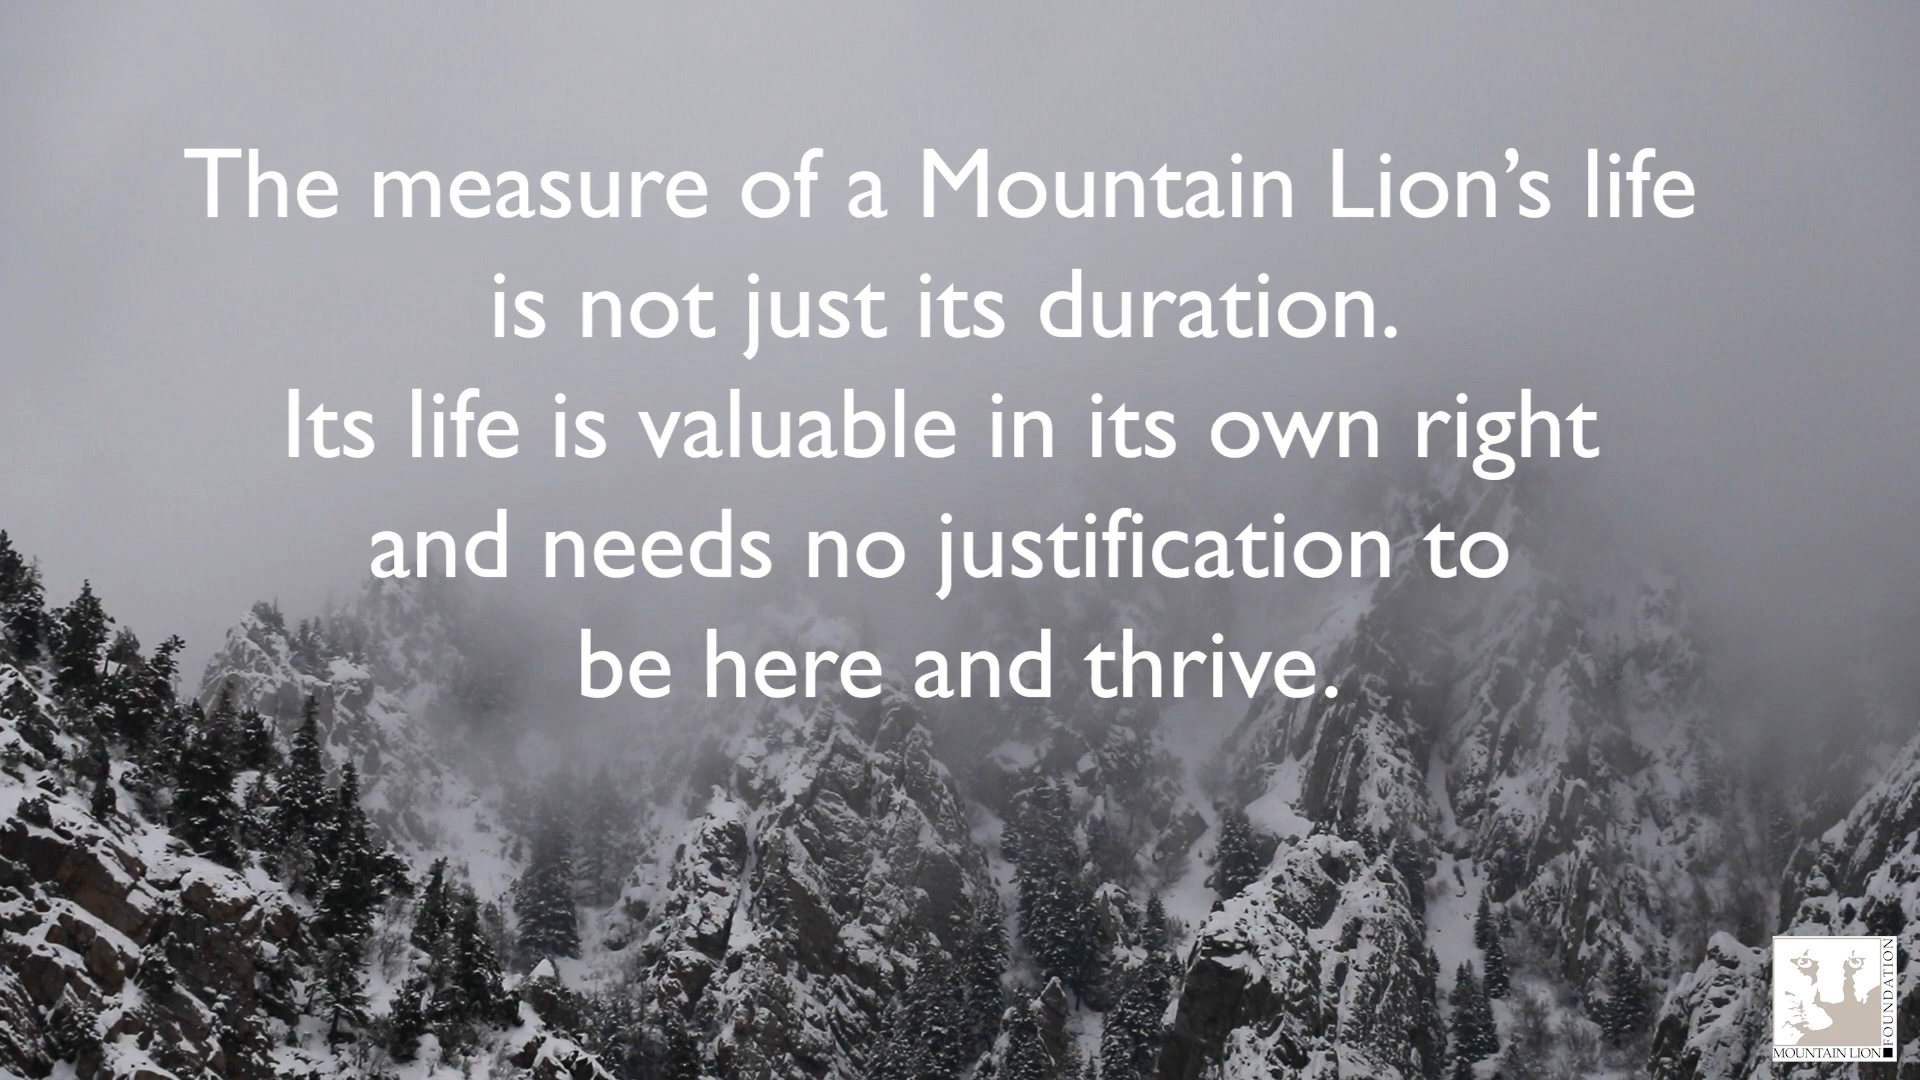 The measure of a Mountain Lion’s life
is not just its duration.
Its life is valuable in its own right
and needs no justification to
be here and thrive.
MOUNTAIN LION
FOUNDATION